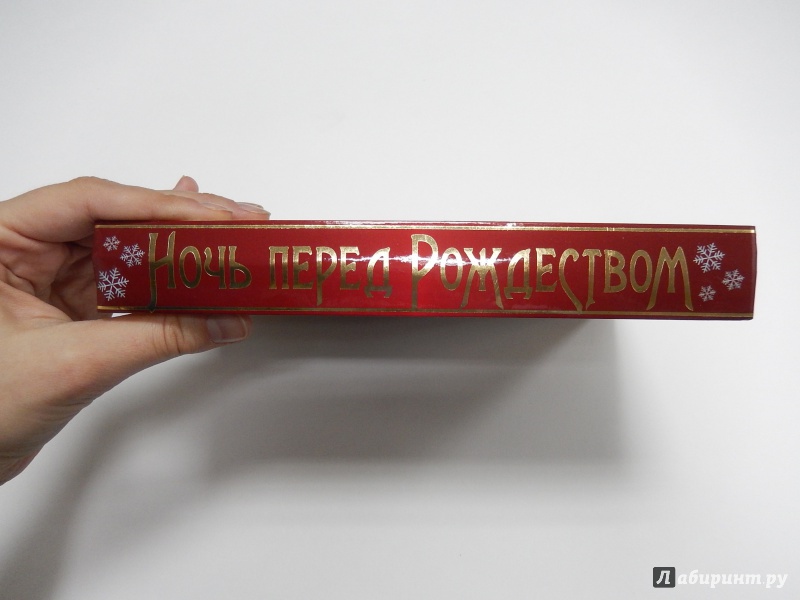 Ночь перед Рождеством
Лабиринт.ру